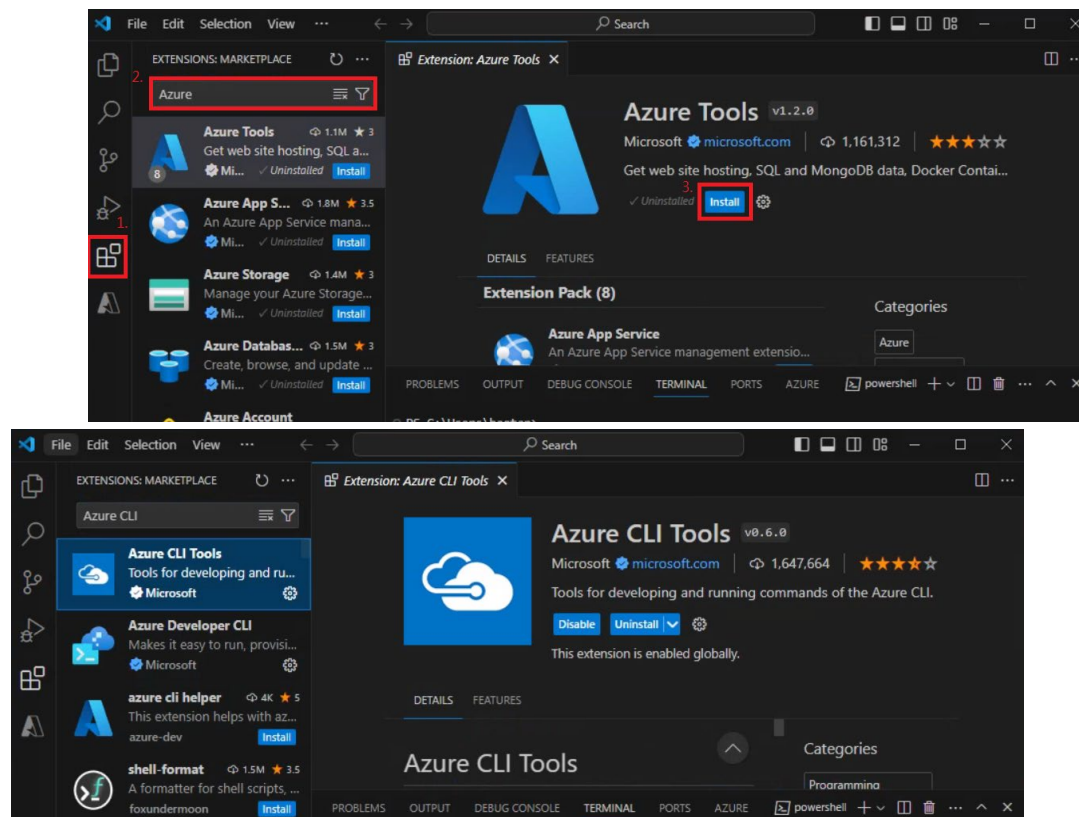 File Edit Selection View ··· Search
EXTENSIONS: MARKETPLACE ···
Extension: Azure Tools
2.
Azure
Azure Tools 1.1M 3
Get web site hosting, SQL a...
Mi... Uninstalled Install
8
Azure App S... 1.8M 3.5
An Azure App Service mana...
Mi... Uninstalled Install
1.
Azure Storage 1.4M 3
Manage your Azure Storage...
Mi... Uninstalled Install
Azure Databas... 1.5M 3
Create, browse, and update ...
Mi... Uninstalled Install
Azure Account
Azure Tools v1.2.0
Microsoft microsoft.com 1,161,312
Get web site hosting, SQL and MongoDB data, Docker Contai...
3.
Uninstalled Install
DETAILS FEATURES
Extension Pack (8)
Azure App Service
An Azure App Service management extensio...
Categories
Azure
PROBLEMS OUTPUT DEBUG CONSOLE TERMINAL PORTS AZURE powershell ···
File Edit Selection View ··· Search
EXTENSIONS: MARKETPLACE ···
Extension: Azure CLI Tools
Azure CLI
Azure CLI Tools
Tools for developing and ru...
Microsoft
Azure Developer CLI
Makes it easy to run, provisi...
Microsoft
azure cli helper 4K 5
This extension helps with az...
azure-dev Install
shell-format 1.5M 3.5
A formatter for shell scripts, ...
foxundermoon Install
Azure CLI Tools v0.6.0
Microsoft microsoft.com 1,647,664
Tools for developing and running commands of the Azure CLI.
Disable Uninstall
This extension is enabled globally.
DETAILS FEATURES
Azure CLI Tools
Categories
Programming
PROBLEMS OUTPUT DEBUG CONSOLE TERMINAL PORTS AZURE powershell ···